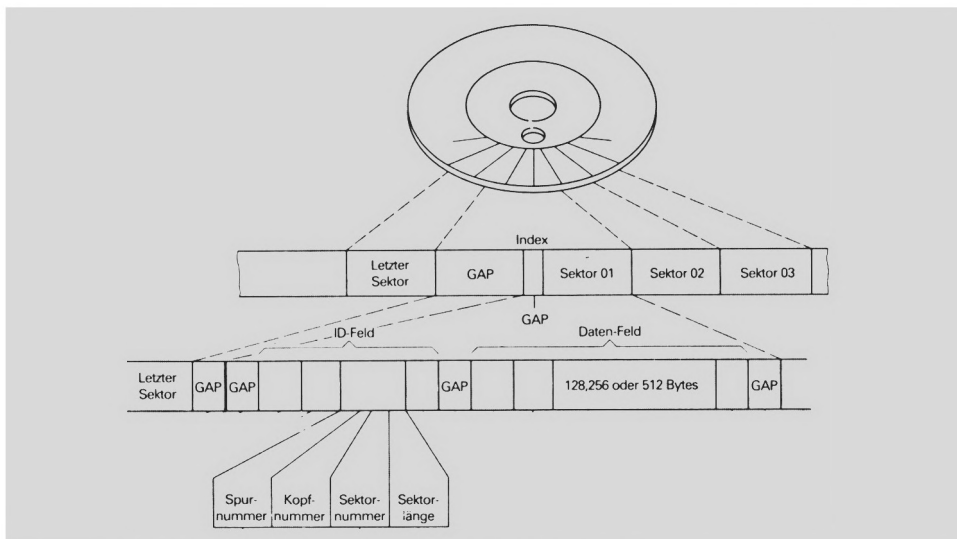 Index
Letzter
Sektor
GAP
Sektor 01
Sektor 02
Sektor 03
GAP
ID-Feld
Daten-Feld
Letzter
Sektor
GAP
GAP
GAP
128,256 oder 512 Bytes
GAP
Spur-
nummer
Kopf-
nummer
Sektor-
nummer
Sektor-
länge